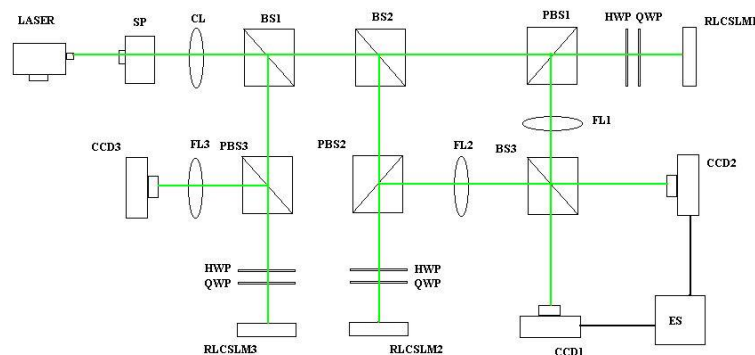 LASER
SP
CL
BS1
BS2
PBS1
HWP QWP
RLCSLM1
FL1
CCD3
FL3
PBS3
PBS2
FL2
BS3
CCD2
HWP
QWP
HWP
QWP
ES
RLCSLM3
RLCSLM2
CCD1